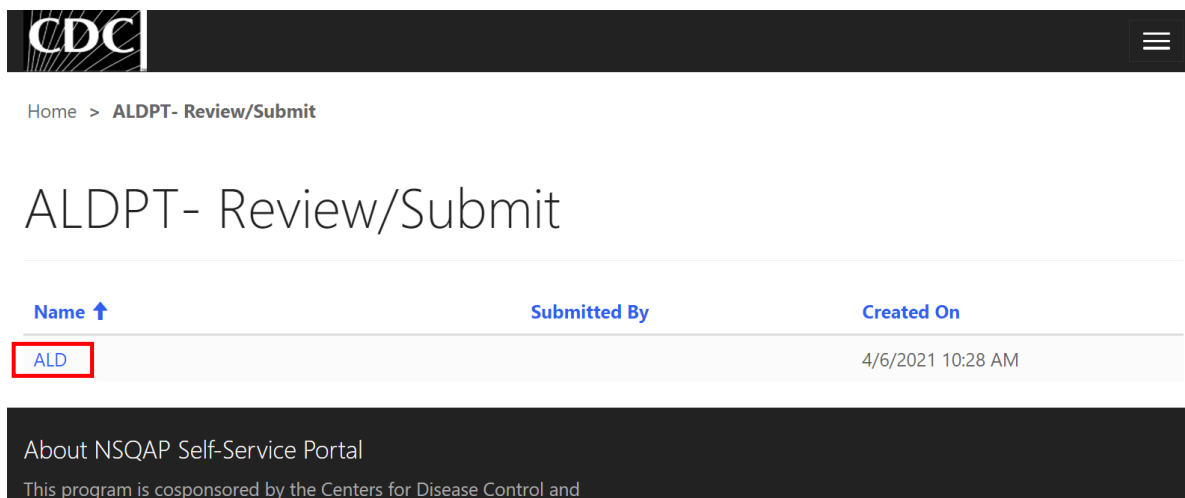 CDC
Home > ALDPT- Review/Submit
ALDPT- Review/Submit
Name ↑ Submitted By Created On
ALD 4/6/2021 10:28 AM
About NSQAP Self-Service Portal
This program is cosponsored by the Centers for Disease Control and